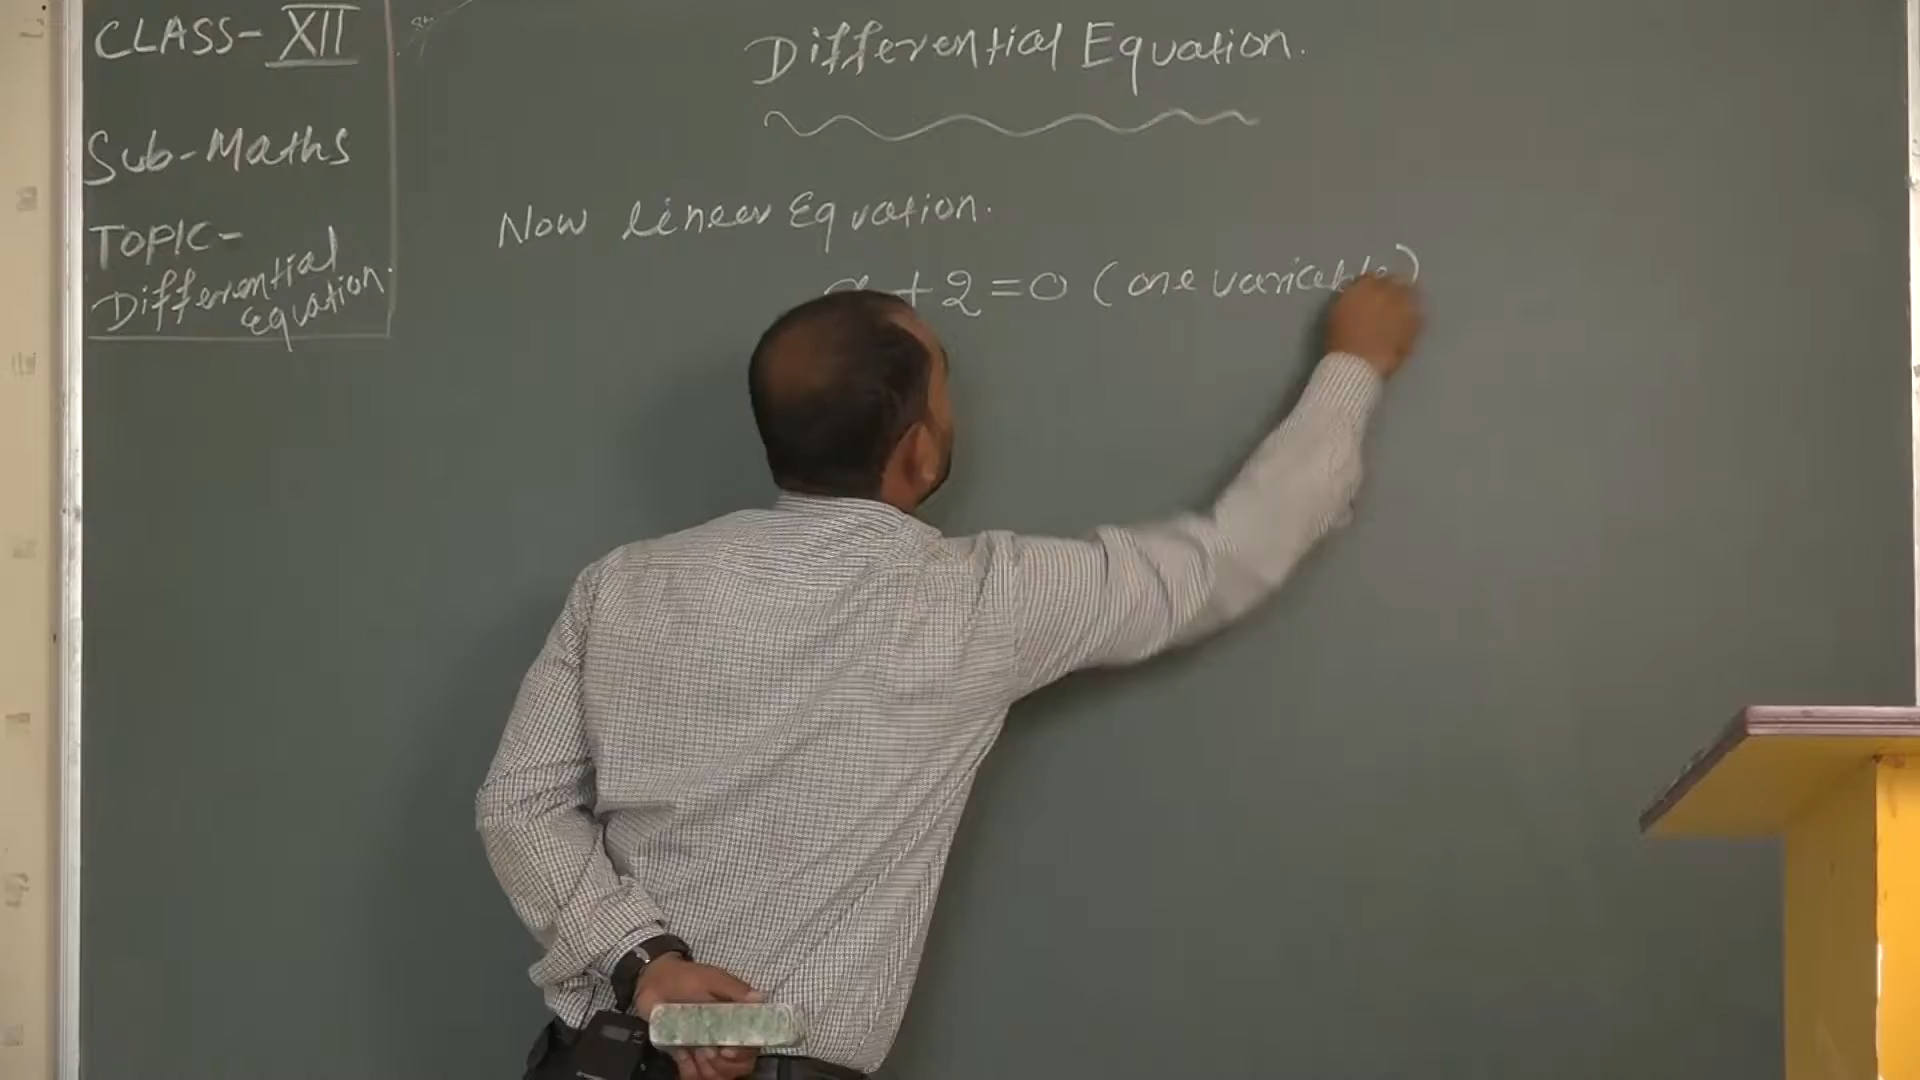 CLASS-XII
Sub-Maths
TOPIC-
Differential
Equation.
Differential Equation.
Now linear Equation.
x+2=0 (one variable)